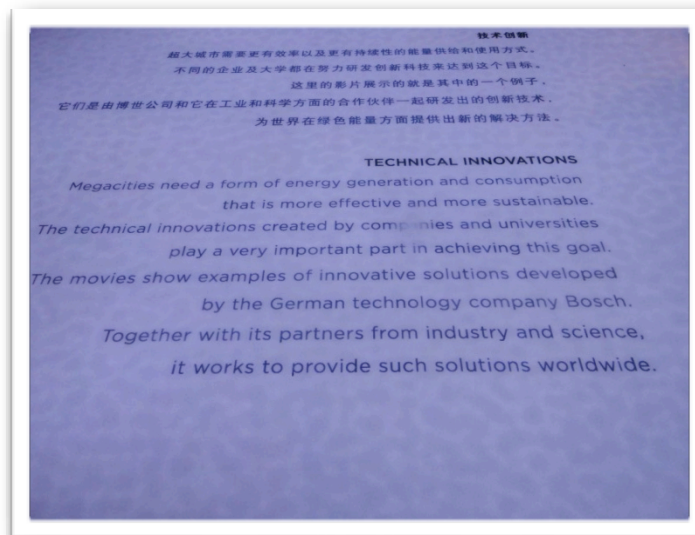 技术创新
超大城市需要更有效率以及更有持续性的能量供给和使用方式。
不同的企业及大学都在努力研发创新科技来达到这个目标。
这里的影片展示的就是其中的一个例子，
它们是由博世公司和它在工业和科学方面的合作伙伴一起研发出的创新技术，
为世界在绿色能量方面提供出新的解决方法。
TECHNICAL INNOVATIONS
Megacities need a form of energy generation and consumption
that is more effective and more sustainable.
The technical innovations created by companies and universities
play a very important part in achieving this goal.
The movies show examples of innovative solutions developed
by the German technology company Bosch.
Together with its partners from industry and science,
it works to provide such solutions worldwide.